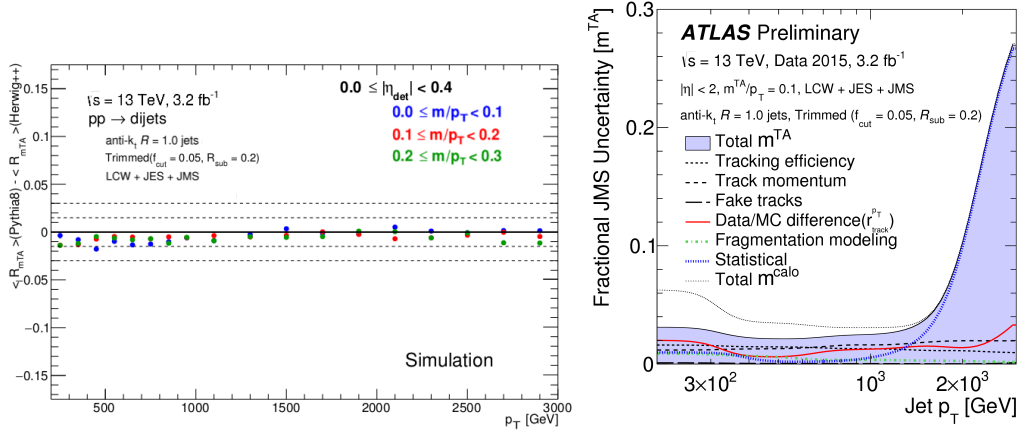 < R_mTA >(Pythia8) - < R_mTA >(Herwig++)
0.15
0.1
0.05
0
−0.05
−0.1
−0.15
√s = 13 TeV, 3.2 fb⁻¹
pp → dijets
anti-k_t R = 1.0 jets
Trimmed(f_cut = 0.05, R_sub = 0.2)
LCW + JES + JMS
0.0 ≤ |η_det| < 0.4
0.0 ≤ m/p_T < 0.1
0.1 ≤ m/p_T < 0.2
0.2 ≤ m/p_T < 0.3
Simulation
500 1000 1500 2000 2500 3000
p_T [GeV]
Fractional JMS Uncertainty [m^TA]
0.3
0.2
0.1
0
ATLAS Preliminary
√s = 13 TeV, Data 2015, 3.2 fb⁻¹
|η| < 2, m^TA/p_T = 0.1, LCW + JES + JMS
anti-k_t R = 1.0 jets, Trimmed (f_cut = 0.05, R_sub = 0.2)
Total m^TA
Tracking efficiency
Track momentum
Fake tracks
Data/MC difference(r_track^p_T)
Fragmentation modeling
Statistical
Total m^calo
3×10² 10³ 2×10³
Jet p_T [GeV]